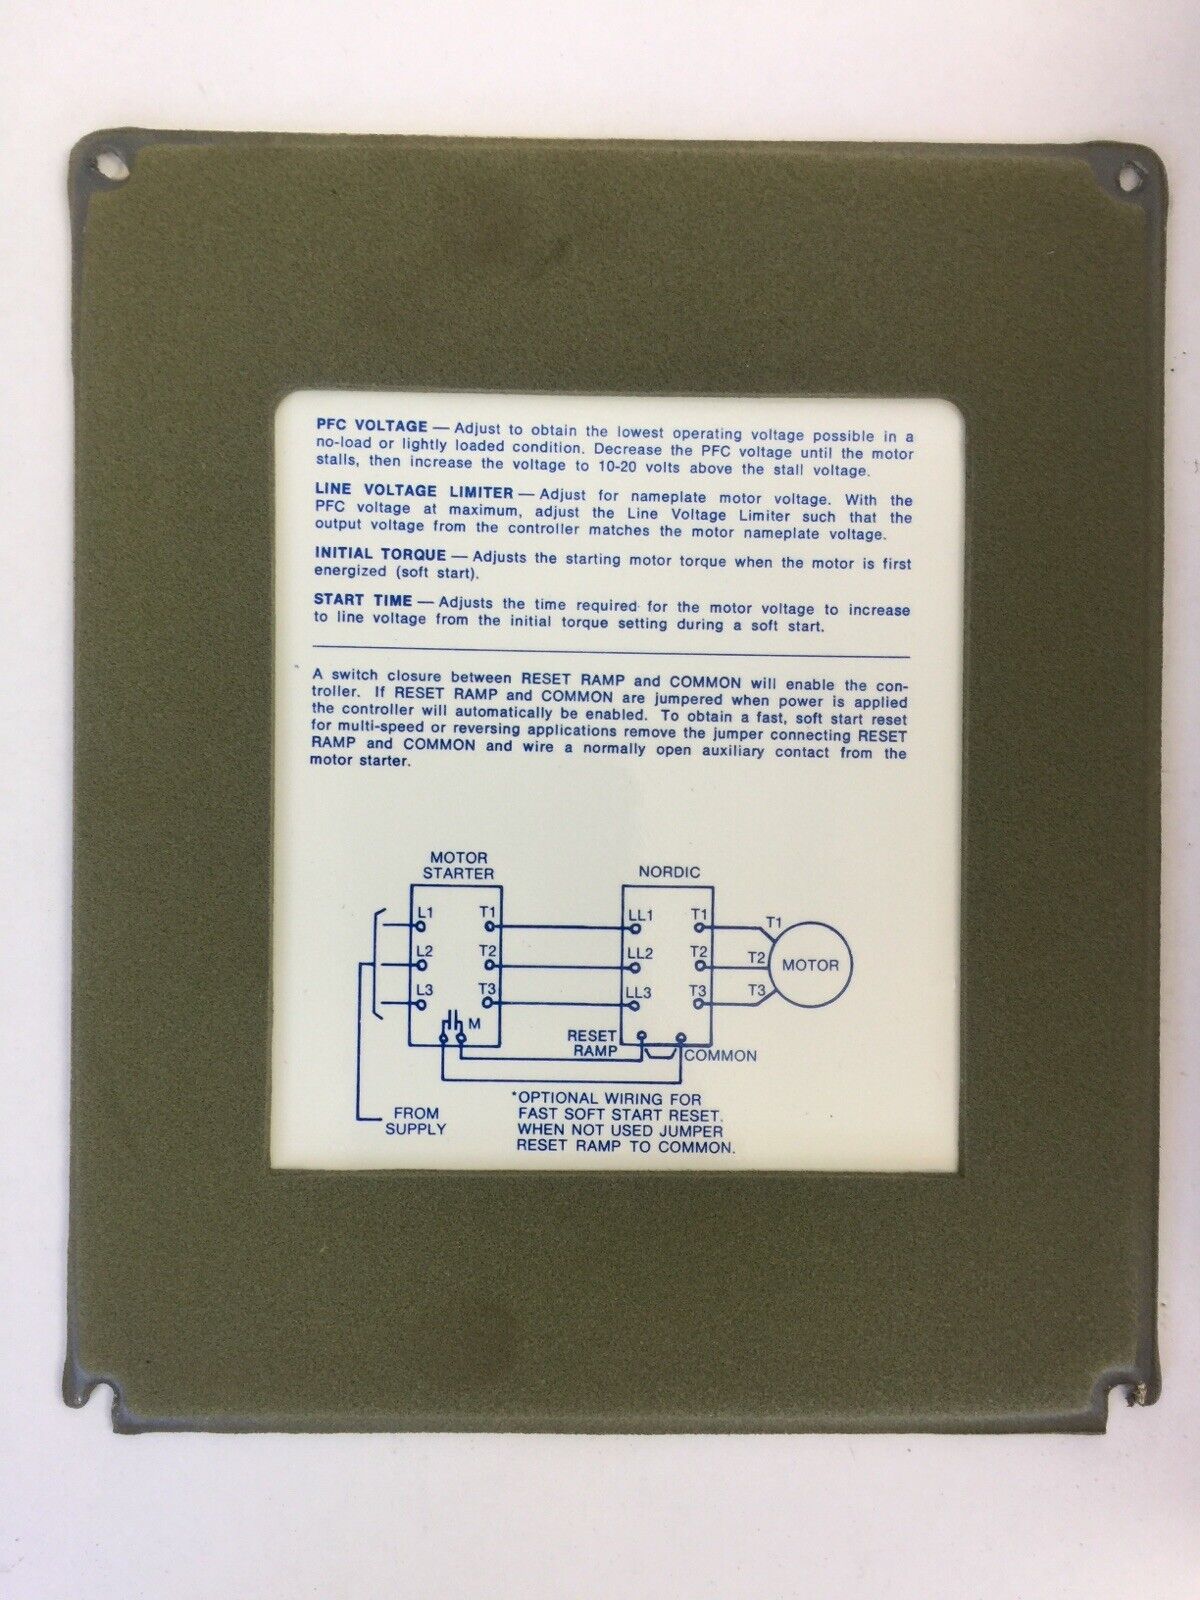 PFC VOLTAGE — Adjust to obtain the lowest operating voltage possible in a
no-load or lightly loaded condition. Decrease the PFC voltage until the motor
stalls, then increase the voltage to 10-20 volts above the stall voltage.
LINE VOLTAGE LIMITER — Adjust for nameplate motor voltage. With the
PFC voltage at maximum, adjust the Line Voltage Limiter such that the
output voltage from the controller matches the motor nameplate voltage.
INITIAL TORQUE — Adjusts the starting motor torque when the motor is first
energized (soft start).
START TIME — Adjusts the time required for the motor voltage to increase
to line voltage from the initial torque setting during a soft start.
A switch closure between RESET RAMP and COMMON will enable the con-
troller. If RESET RAMP and COMMON are jumpered when power is applied
the controller will automatically be enabled. To obtain a fast, soft start reset
for multi-speed or reversing applications remove the jumper connecting RESET
RAMP and COMMON and wire a normally open auxiliary contact from the
motor starter.
MOTOR
STARTER
NORDIC
L1 T1 LL1 T1 T1
L2 T2 LL2 T2 T2 MOTOR
L3 T3 LL3 T3 T3
M
RESET
RAMP
COMMON
FROM
SUPPLY
*OPTIONAL WIRING FOR
FAST SOFT START RESET.
WHEN NOT USED JUMPER
RESET RAMP TO COMMON.